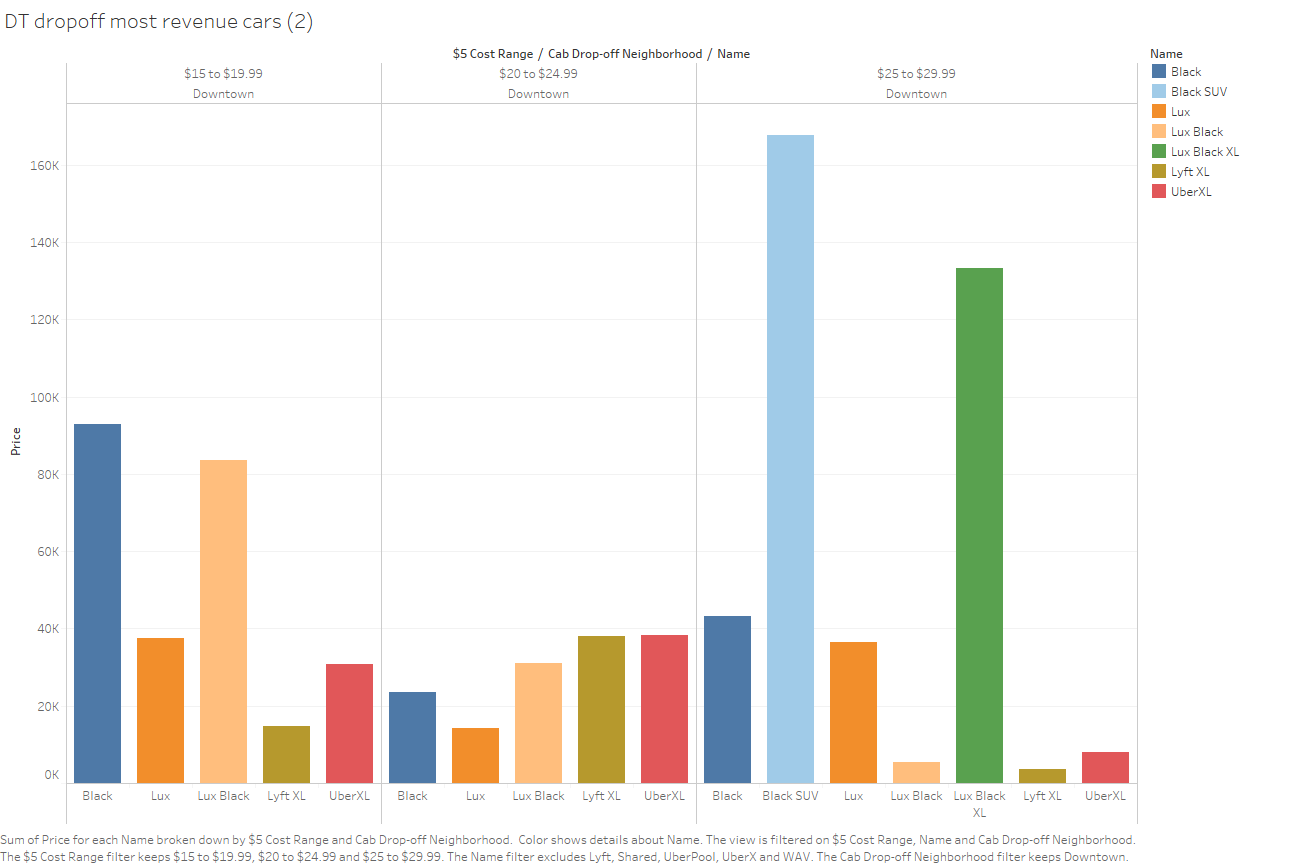 DT dropoff most revenue cars (2)
$5 Cost Range / Cab Drop-off Neighborhood / Name
$15 to $19.99
$20 to $24.99
$25 to $29.99
Downtown
Downtown
Downtown
Name
Black
Black SUV
Lux
Lux Black
Lux Black XL
Lyft XL
UberXL
Price
160K
140K
120K
100K
80K
60K
40K
20K
0K
Black
Lux
Lux Black
Lyft XL
UberXL
Black
Lux
Lux Black
Lyft XL
UberXL
Black
Black SUV
Lux
Lux Black
Lux Black
XL
Lyft XL
UberXL
Sum of Price for each Name broken down by $5 Cost Range and Cab Drop-off Neighborhood. Color shows details about Name. The view is filtered on $5 Cost Range, Name and Cab Drop-off Neighborhood.
The $5 Cost Range filter keeps $15 to $19.99, $20 to $24.99 and $25 to $29.99. The Name filter excludes Lyft, Shared, UberPool, UberX and WAV. The Cab Drop-off Neighborhood filter keeps Downtown.